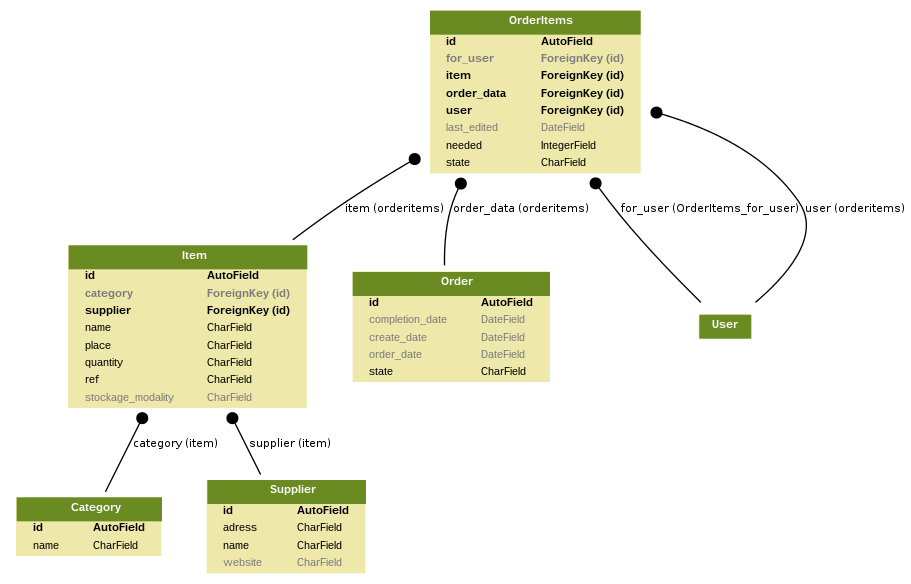 OrderItems
id AutoField
for_user ForeignKey (id)
item ForeignKey (id)
order_data ForeignKey (id)
user ForeignKey (id)
last_edited DateField
needed IntegerField
state CharField
item (orderitems) order_data (orderitems) for_user (OrderItems_for_user) user (orderitems)
Item
id AutoField
category ForeignKey (id)
supplier ForeignKey (id)
name CharField
place CharField
quantity CharField
ref CharField
stockage_modality CharField
Order
id AutoField
completion_date DateField
create_date DateField
order_date DateField
state CharField
User
category (item) supplier (item)
Category
id AutoField
name CharField
Supplier
id AutoField
adress CharField
name CharField
website CharField